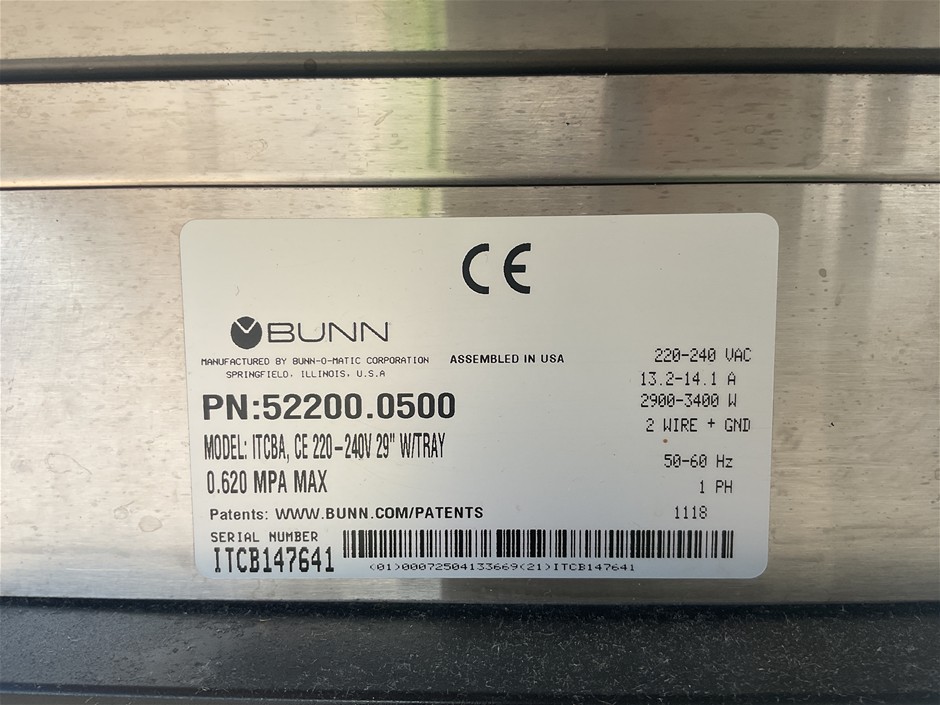 CE
BUNN
MANUFACTURED BY BUNN-O-MATIC CORPORATION
SPRINGFIELD, ILLINOIS, U.S.A
ASSEMBLED IN USA
PN:52200.0500
MODEL: ITCBA, CE 220-240V 29" W/TRAY
0.620 MPA MAX
Patents: WWW.BUNN.COM/PATENTS
220-240 VAC
13.2-14.1 A
2900-3400 W
2 WIRE + GND
50-60 Hz
1 PH
1118
SERIAL NUMBER
ITCB147641
(01)00072504133669(21)ITCB147641